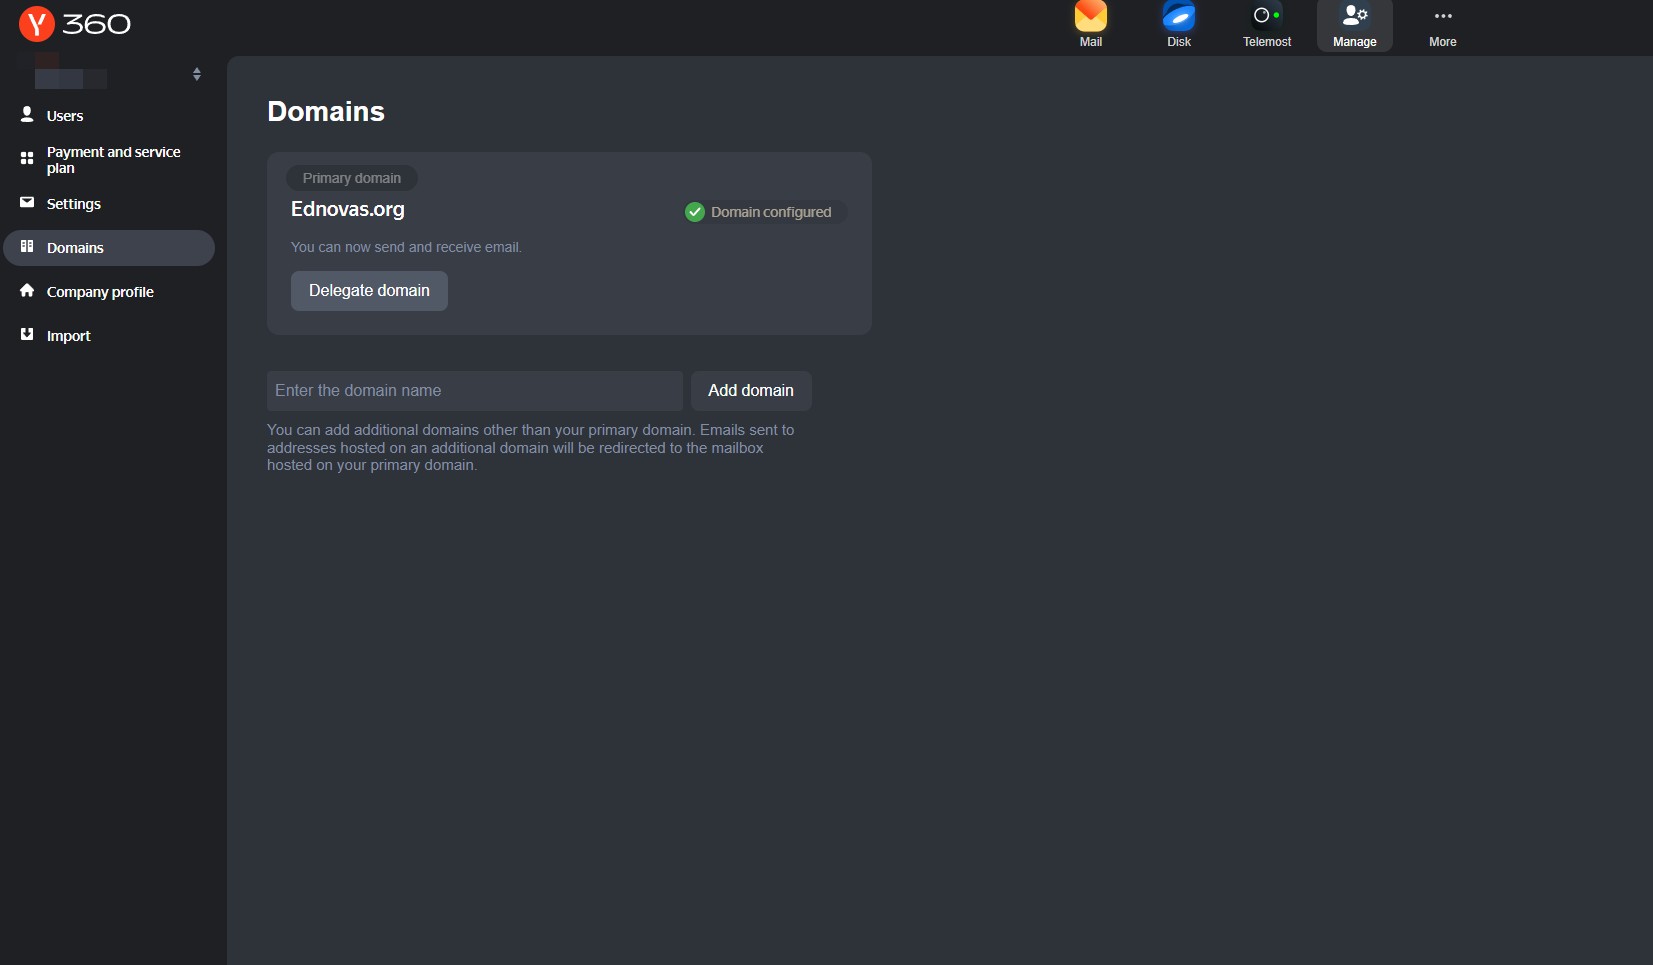 360
Mail
Disk
Telemost
Manage
More
Users
Payment and service
plan
Settings
Domains
Company profile
Import
Domains
Primary domain
Ednovas.org
Domain configured
You can now send and receive email.
Delegate domain
Enter the domain name
Add domain
You can add additional domains other than your primary domain. Emails sent to
addresses hosted on an additional domain will be redirected to the mailbox
hosted on your primary domain.